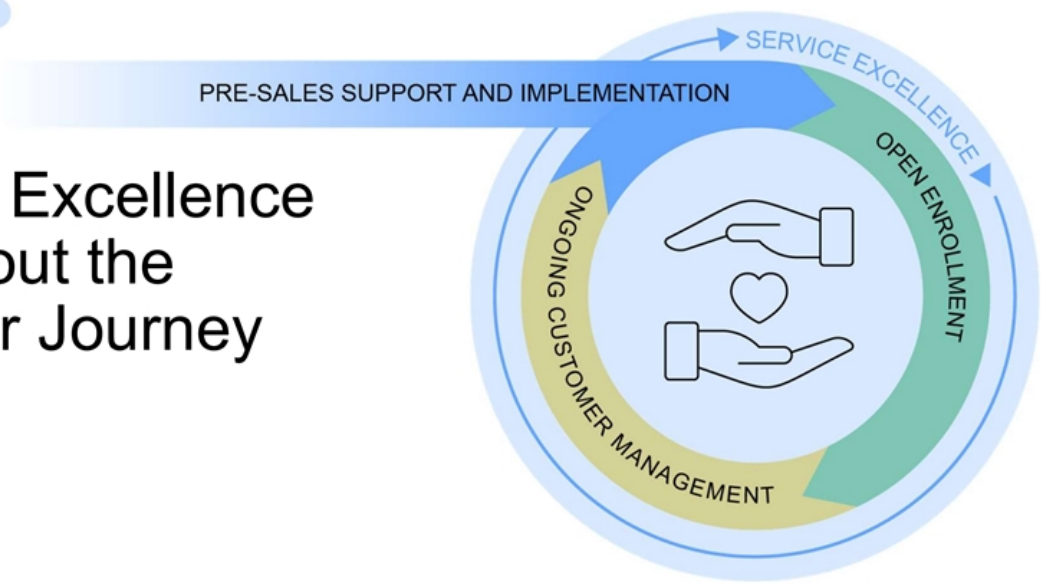 PRE-SALES SUPPORT AND IMPLEMENTATION
SERVICE EXCELLENCE
OPEN ENROLLMENT
ONGOING CUSTOMER MANAGEMENT
Excellence
out the
r Journey